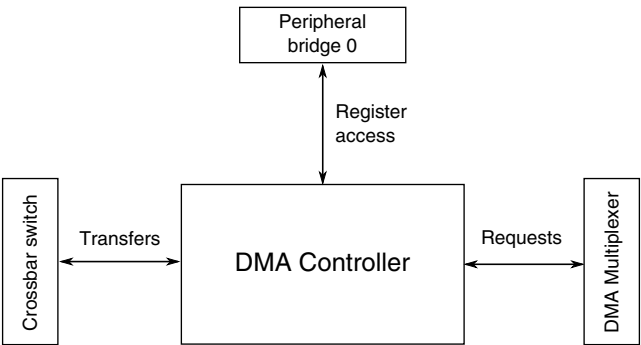 Peripheral
bridge 0
Register
access
Crossbar switch
Transfers
DMA Controller
Requests
DMA Multiplexer